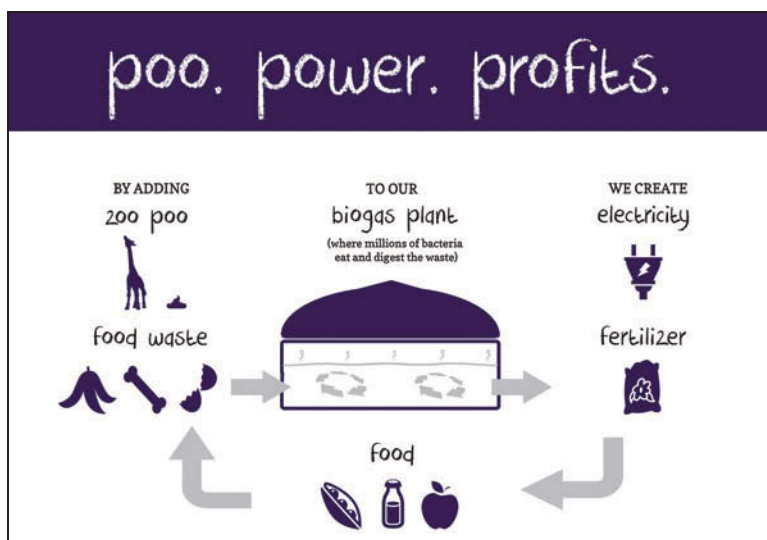 poo. power. profits.
BY ADDING
zoo poo
food waste
TO OUR
biogas plant
(where millions of bacteria
eat and digest the waste)
WE CREATE
electricity
fertilizer
food